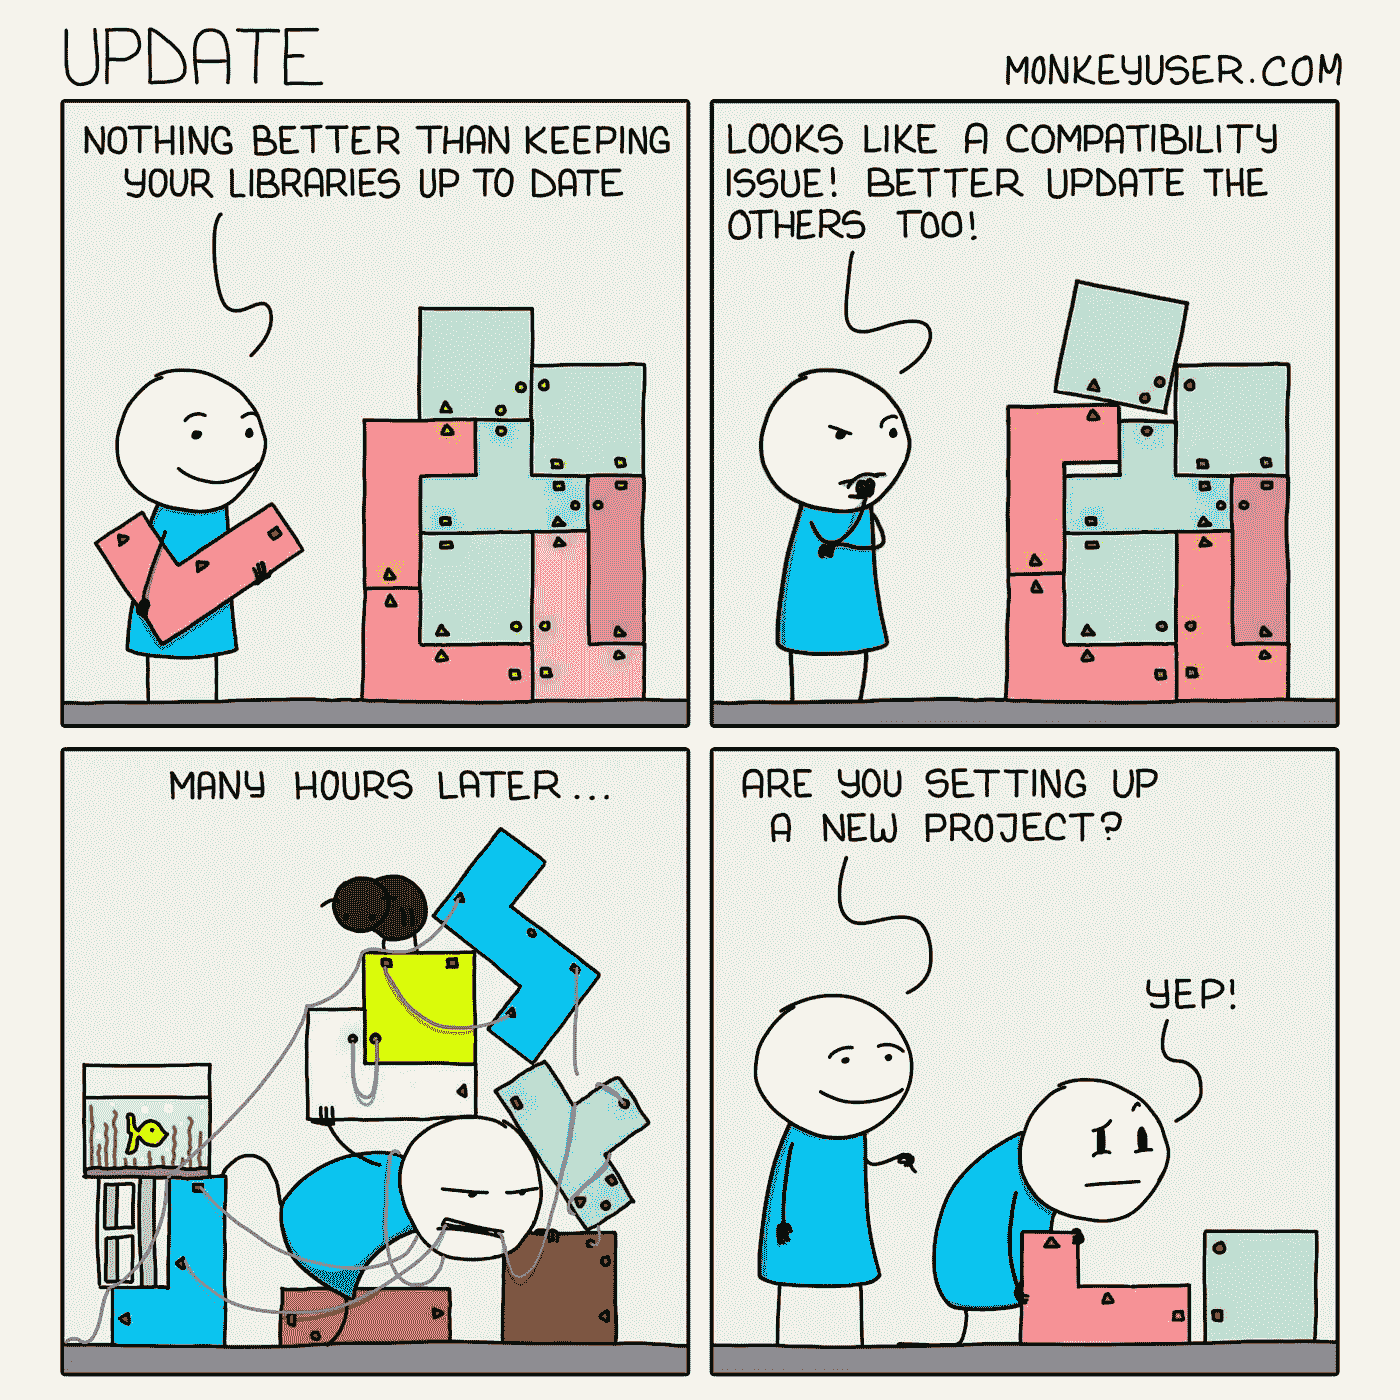 UPDATE
MONKEYUSER.COM
NOTHING BETTER THAN KEEPING
YOUR LIBRARIES UP TO DATE
LOOKS LIKE A COMPATIBILITY
ISSUE! BETTER UPDATE THE
OTHERS TOO!
MANY HOURS LATER...
ARE YOU SETTING UP
A NEW PROJECT?
YEP!